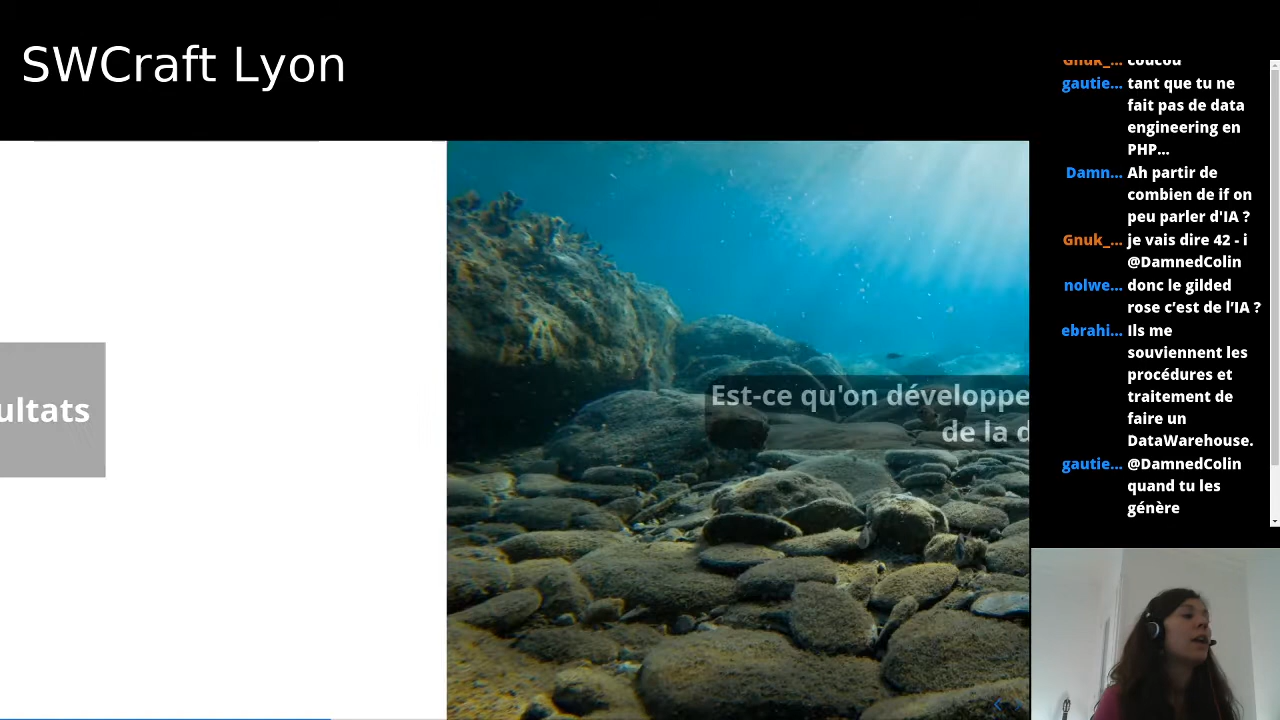 SWCraft Lyon
ultats
Est-ce qu'on développe
de la d
Gnuk_... coucou
gautie... tant que tu ne
fait pas de data
engineering en
PHP...
Damn... Ah partir de
combien de if on
peu parler d'IA ?
Gnuk_... je vais dire 42 - i
@DamnedColin
nolwe... donc le gilded
rose c’est de l’IA ?
ebrahi... Ils me
souviennent les
procédures et
traitement de
faire un
DataWarehouse.
gautie... @DamnedColin
quand tu les
génère